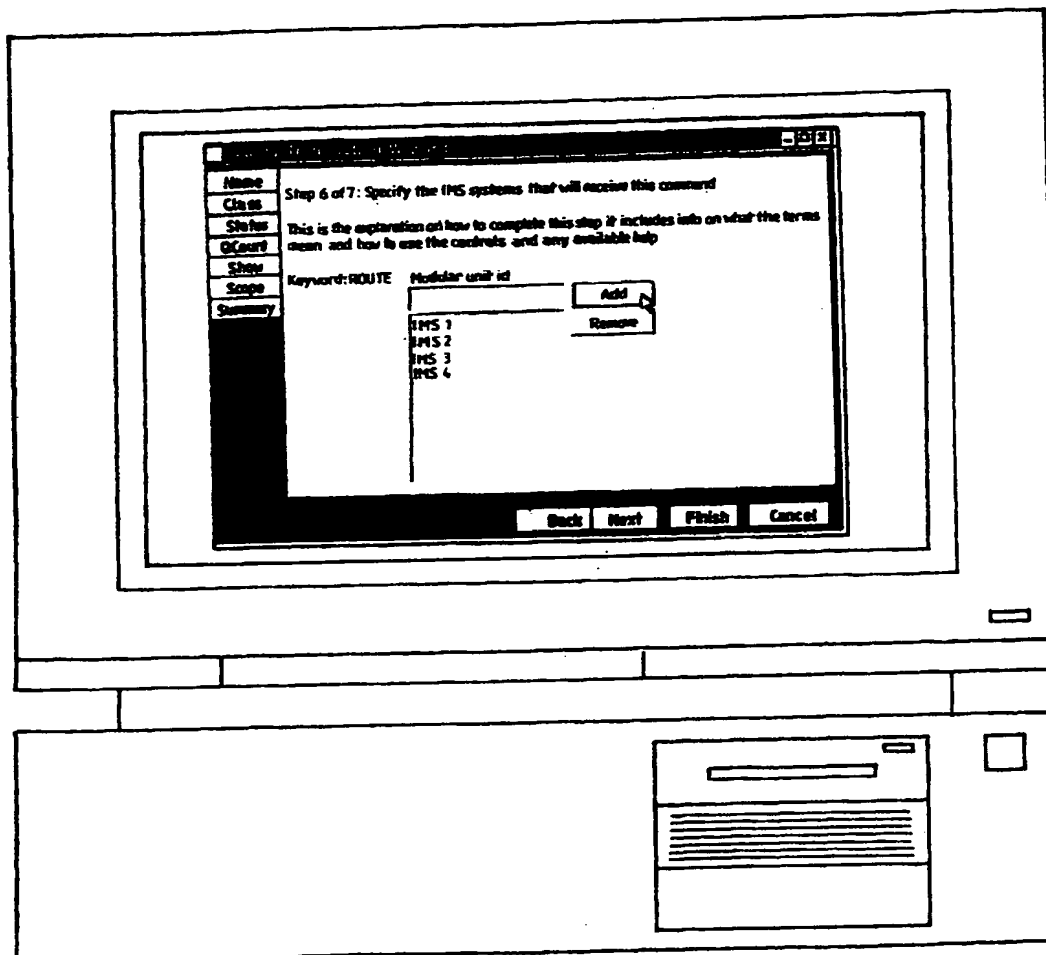 Name
Class
Status
QCount
Show
Scope
Summary
Step 6 of 7: Specify the IMS systems that will receive this command
This is the explanation on how to complete this step it includes info on what the terms
mean and how to use the controls and any available help
Keyword: ROUTE
Modular unit id
Add
Remove
IMS 1
IMS 2
IMS 3
IMS 4
Back
Next
Finish
Cancel